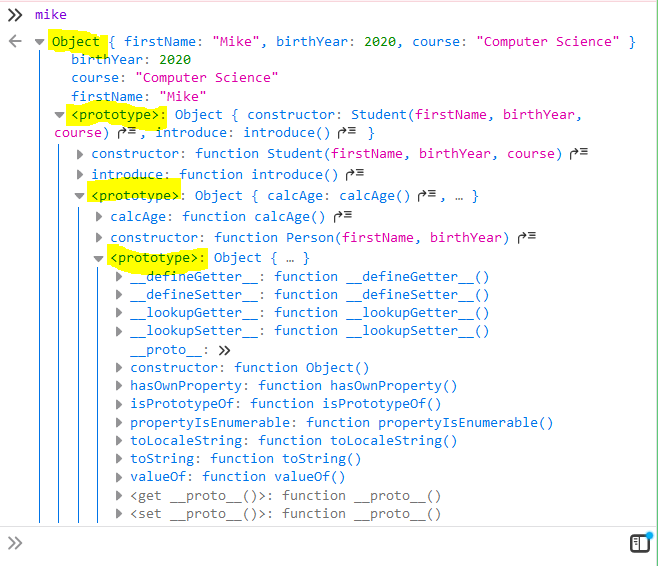 mike
Object { firstName: "Mike", birthYear: 2020, course: "Computer Science" }
birthYear: 2020
course: "Computer Science"
firstName: "Mike"
<prototype>: Object { constructor: Student(firstName, birthYear,
course) , introduce: introduce() }
constructor: function Student(firstName, birthYear, course)
introduce: function introduce()
<prototype>: Object { calcAge: calcAge() , … }
calcAge: function calcAge()
constructor: function Person(firstName, birthYear)
<prototype>: Object { … }
__defineGetter__: function __defineGetter__()
__defineSetter__: function __defineSetter__()
__lookupGetter__: function __lookupGetter__()
__lookupSetter__: function __lookupSetter__()
__proto__:
constructor: function Object()
hasOwnProperty: function hasOwnProperty()
isPrototypeOf: function isPrototypeOf()
propertyIsEnumerable: function propertyIsEnumerable()
toLocaleString: function toLocaleString()
toString: function toString()
valueOf: function valueOf()
<get __proto__()>: function __proto__()
<set __proto__()>: function __proto__()